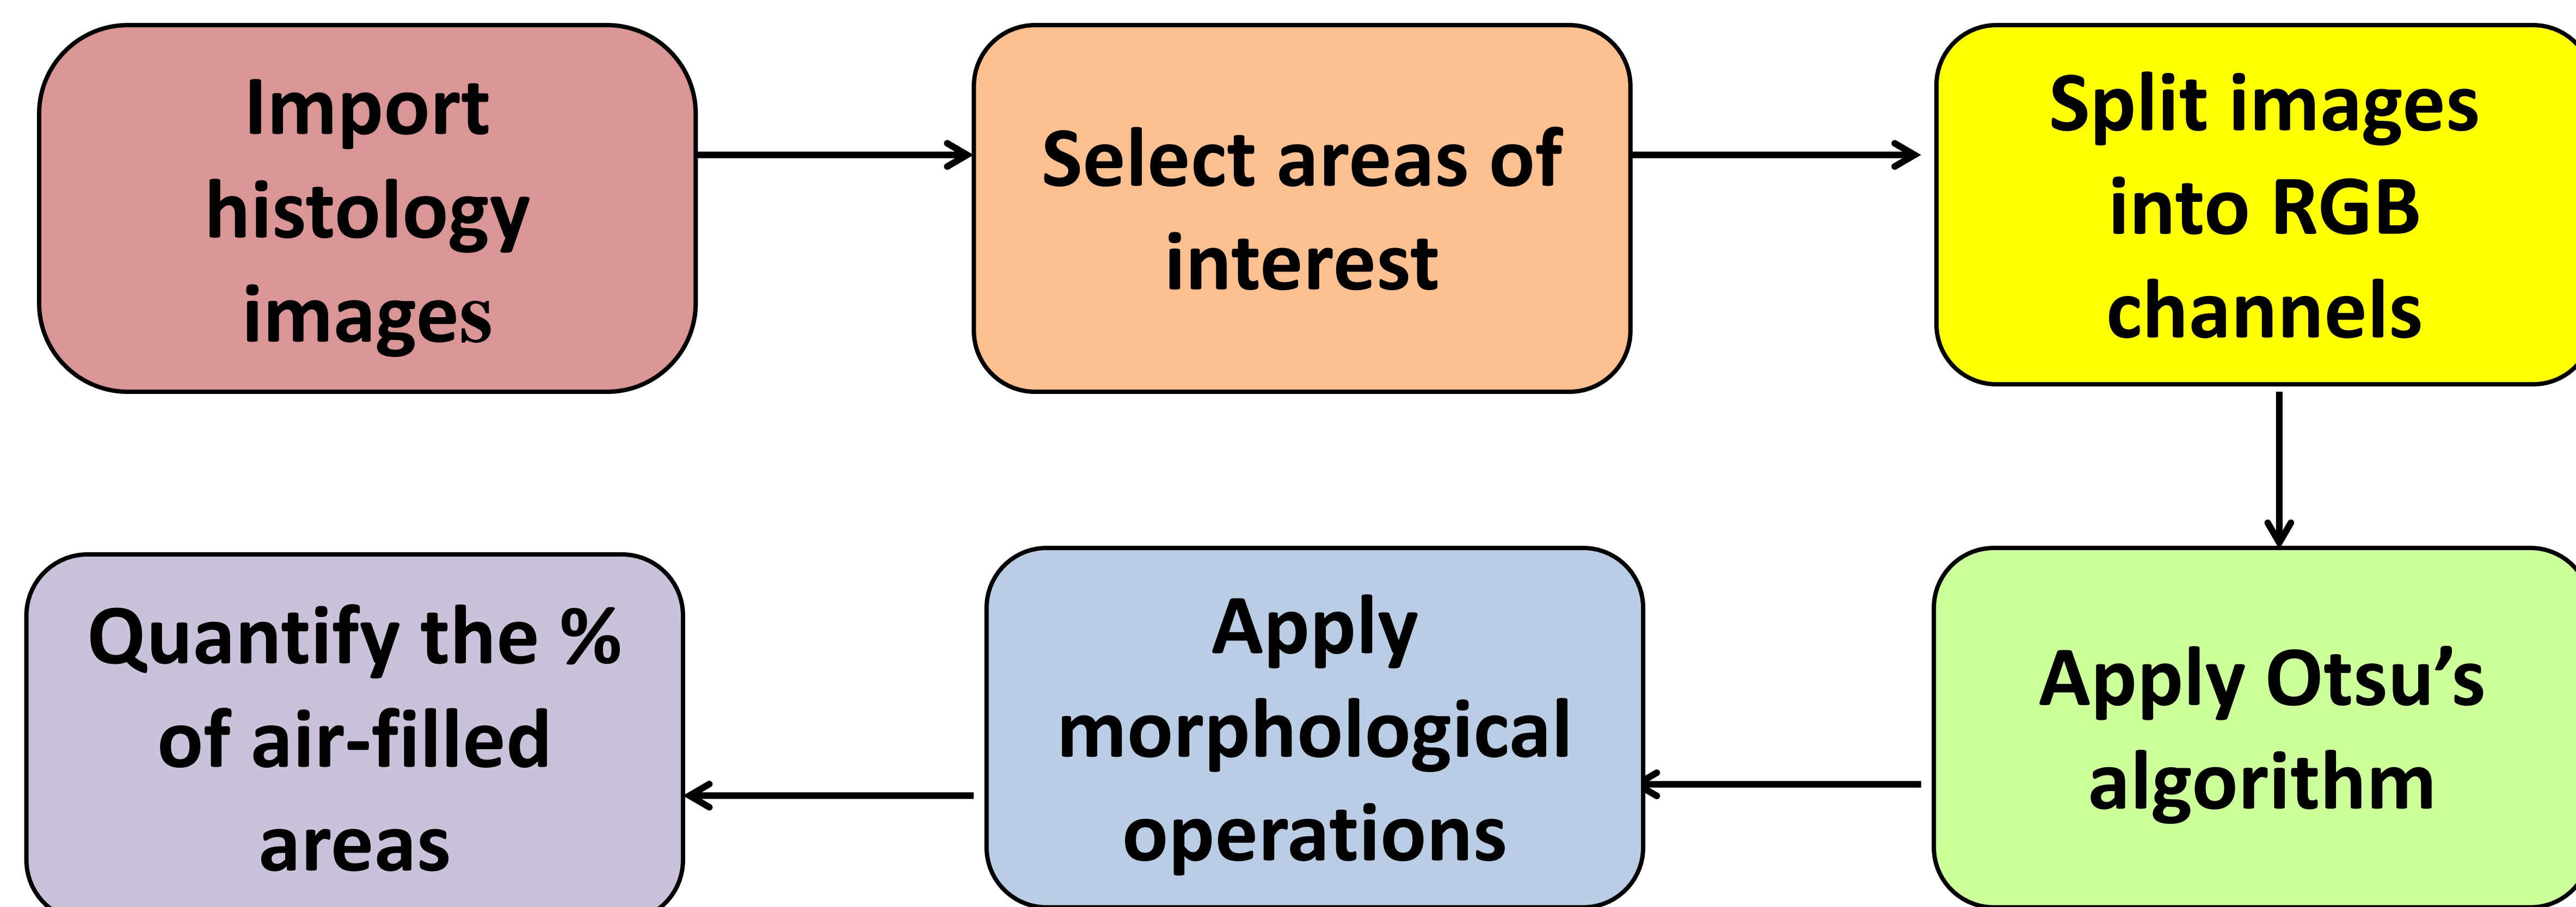 Import
histology
images
Select areas of
interest
Split images
into RGB
channels
Apply Otsu’s
algorithm
Apply
morphological
operations
Quantify the %
of air-filled
areas